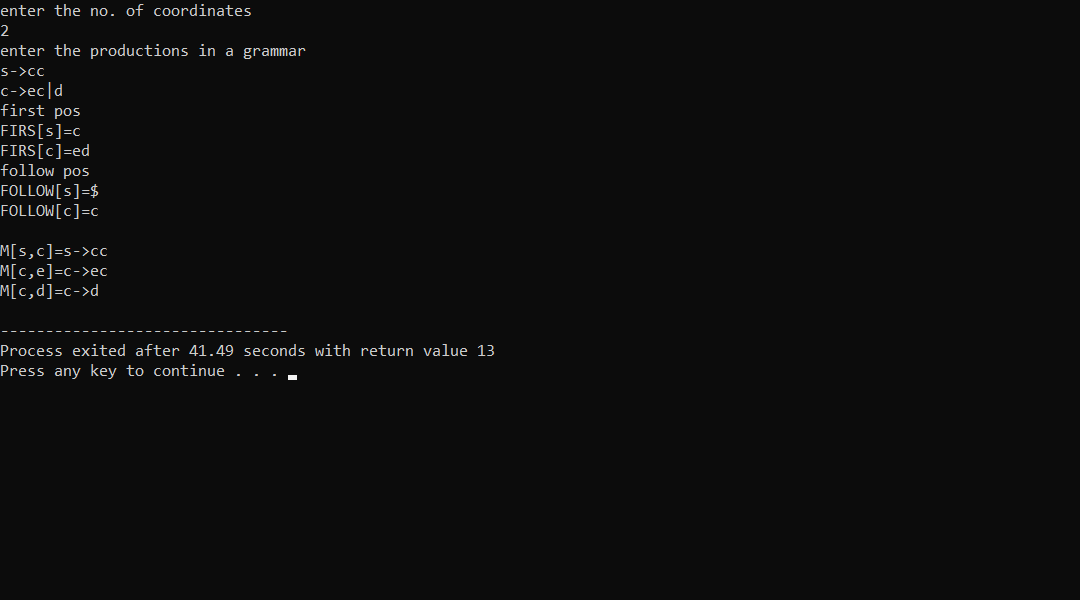 enter the no. of coordinates
2
enter the productions in a grammar
s->cc
c->ec|d
first pos
FIRS[s]=c
FIRS[c]=ed
follow pos
FOLLOW[s]=$
FOLLOW[c]=c
M[s,c]=s->cc
M[c,e]=c->ec
M[c,d]=c->d
--------------------------------
Process exited after 41.49 seconds with return value 13
Press any key to continue . . .